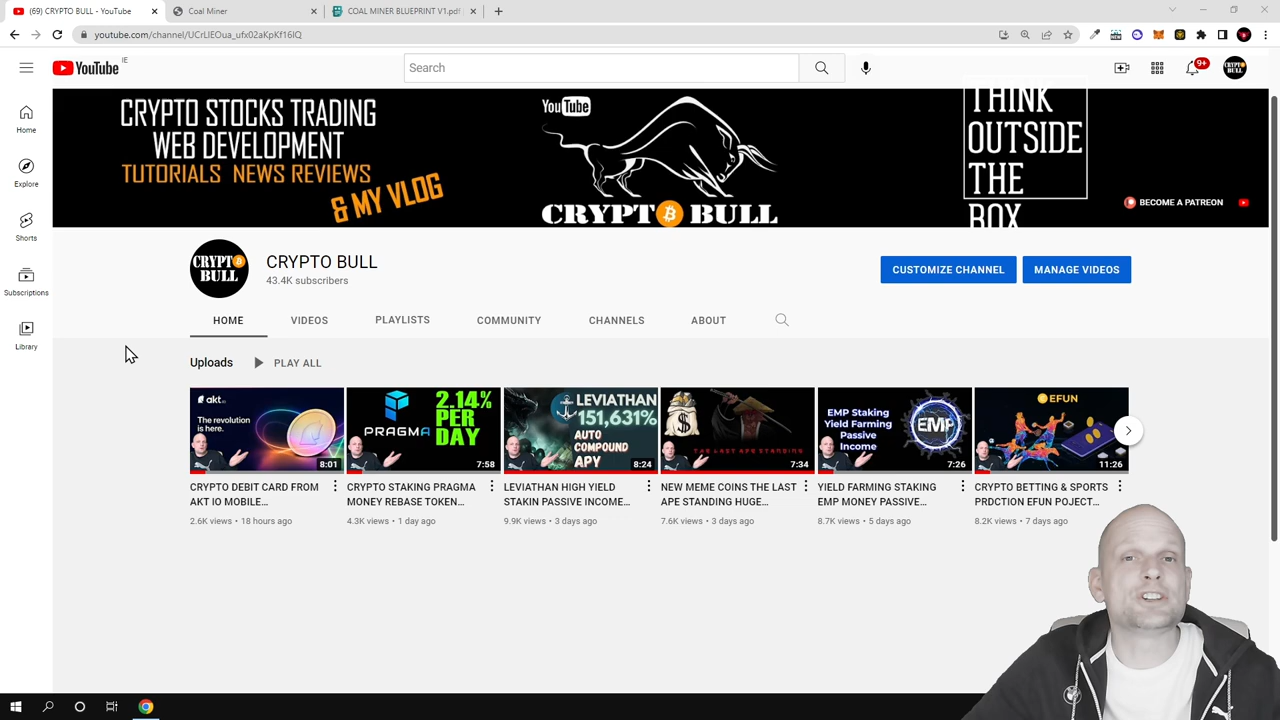 (69) CRYPTO BULL - YouTube
Coal Miner
COAL MINER BLUEPRINT V1.pdf
youtube.com/channel/UCrLlEOua_ufx02aKpKf16IQ
YouTube IE
Search
9+
CRYPTO BULL
Home
Explore
Shorts
Subscriptions
Library
CRYPTO STOCKS TRADING
WEB DEVELOPMENT
TUTORIALS NEWS REVIEWS
& MY VLOG
YouTube
CRYPTO BULL
THINK
OUTSIDE
THE
BOX
BECOME A PATREON
CRYPTO
BULL
CRYPTO BULL
43.4K subscribers
CUSTOMIZE CHANNEL
MANAGE VIDEOS
HOME VIDEOS PLAYLISTS COMMUNITY CHANNELS ABOUT
Uploads PLAY ALL
akt
The revolution
is here.
8:01
PRAGMA
2.14%
PER
DAY
7:58
LEVIATHAN
151,631%
AUTO
COMPOUND
APY
8:24
THE LAST APE STANDING
7:34
EMP Staking
Yield Farming
Passive
Income
EMP
7:26
EFUN
11:26
CRYPTO DEBIT CARD FROM
AKT IO MOBILE...
2.6K views • 18 hours ago
CRYPTO STAKING PRAGMA
MONEY REBASE TOKEN...
4.3K views • 1 day ago
LEVIATHAN HIGH YIELD
STAKIN PASSIVE INCOME...
9.9K views • 3 days ago
NEW MEME COINS THE LAST
APE STANDING HUGE...
7.6K views • 3 days ago
YIELD FARMING STAKING
EMP MONEY PASSIVE...
8.7K views • 5 days ago
CRYPTO BETTING & SPORTS
PRDCTION EFUN POJECT...
8.2K views • 7 days ago